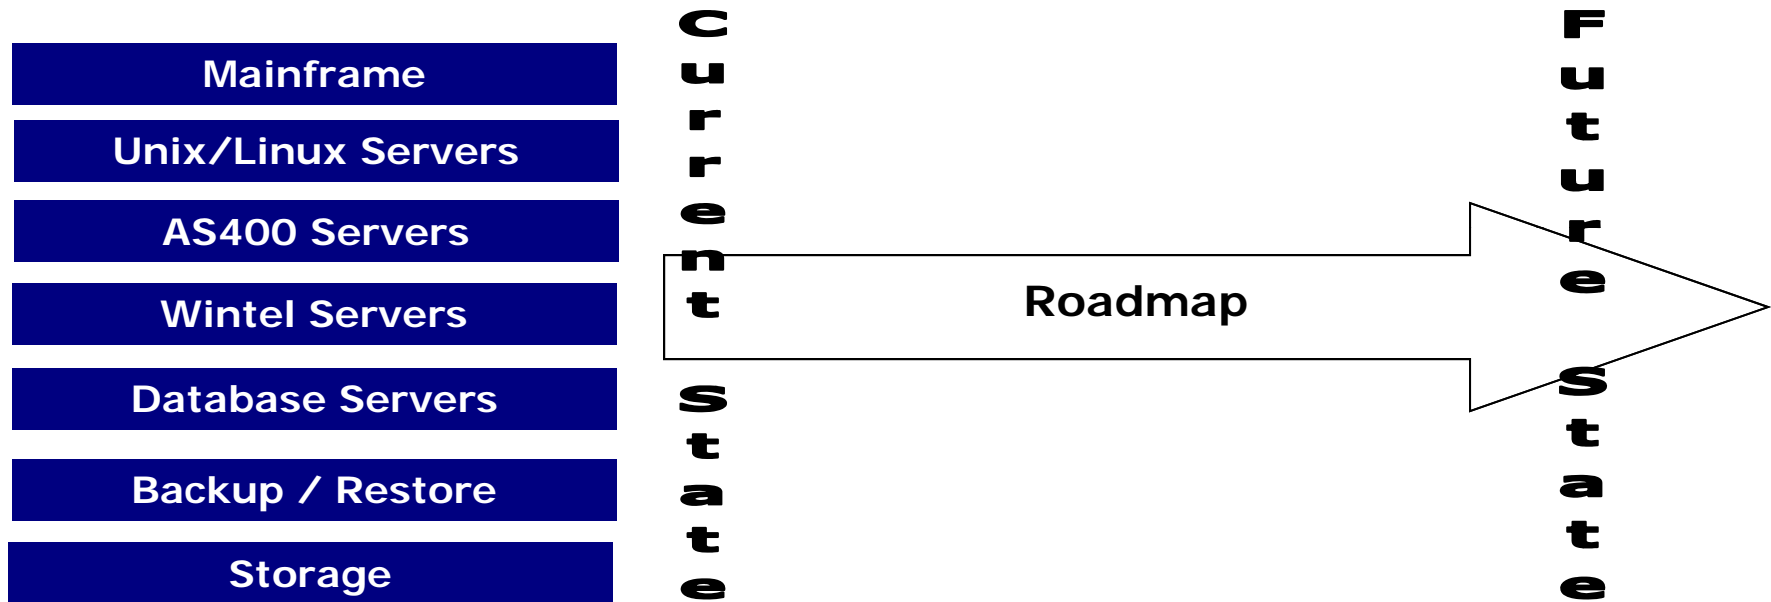 Mainframe
Unix/Linux Servers
AS400 Servers
Wintel Servers
Database Servers
Backup / Restore
Storage
Current State
Roadmap
Future State